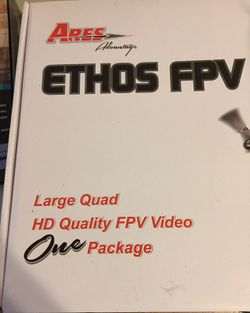 ARES
Advantage
ETHOS FPV
Large Quad
HD Quality FPV Video
One Package